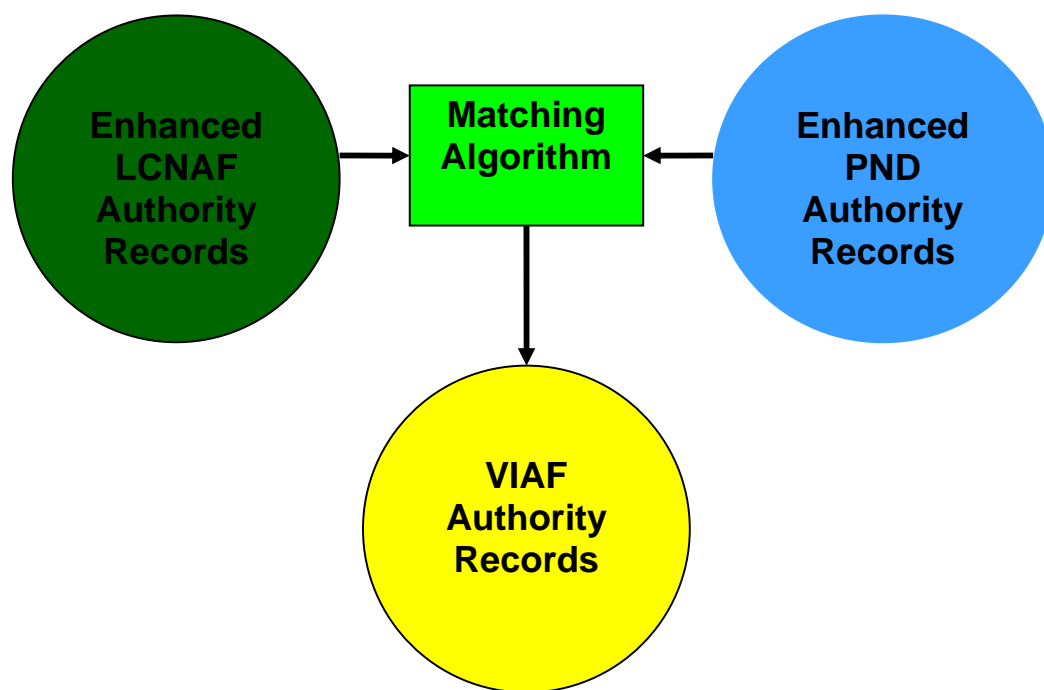 Enhanced
LCNAF
Authority
Records
Matching
Algorithm
Enhanced
PND
Authority
Records
VIAF
Authority
Records